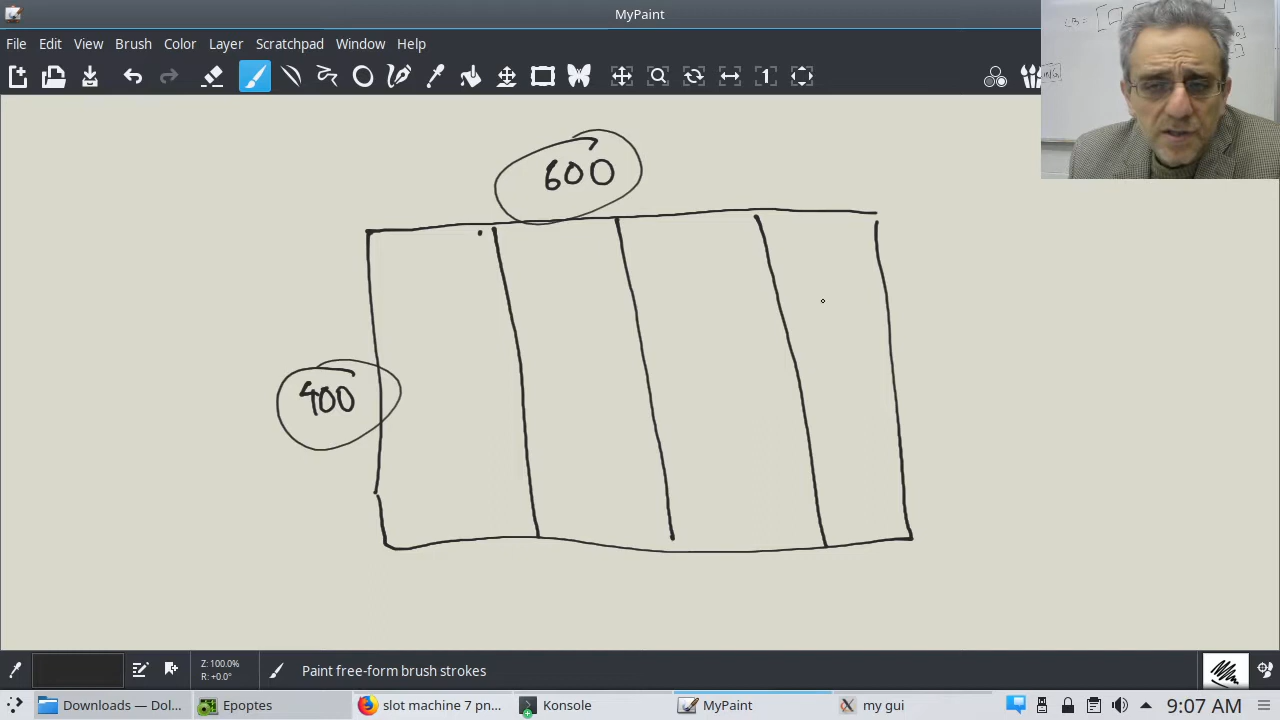 MyPaint
File Edit View Brush Color Layer Scratchpad Window Help
600
400
Z: 100.0%
R: +0.0°
Paint free-form brush strokes
Downloads — Dol... Epoptes slot machine 7 pn... Konsole MyPaint my gui 9:07 AM